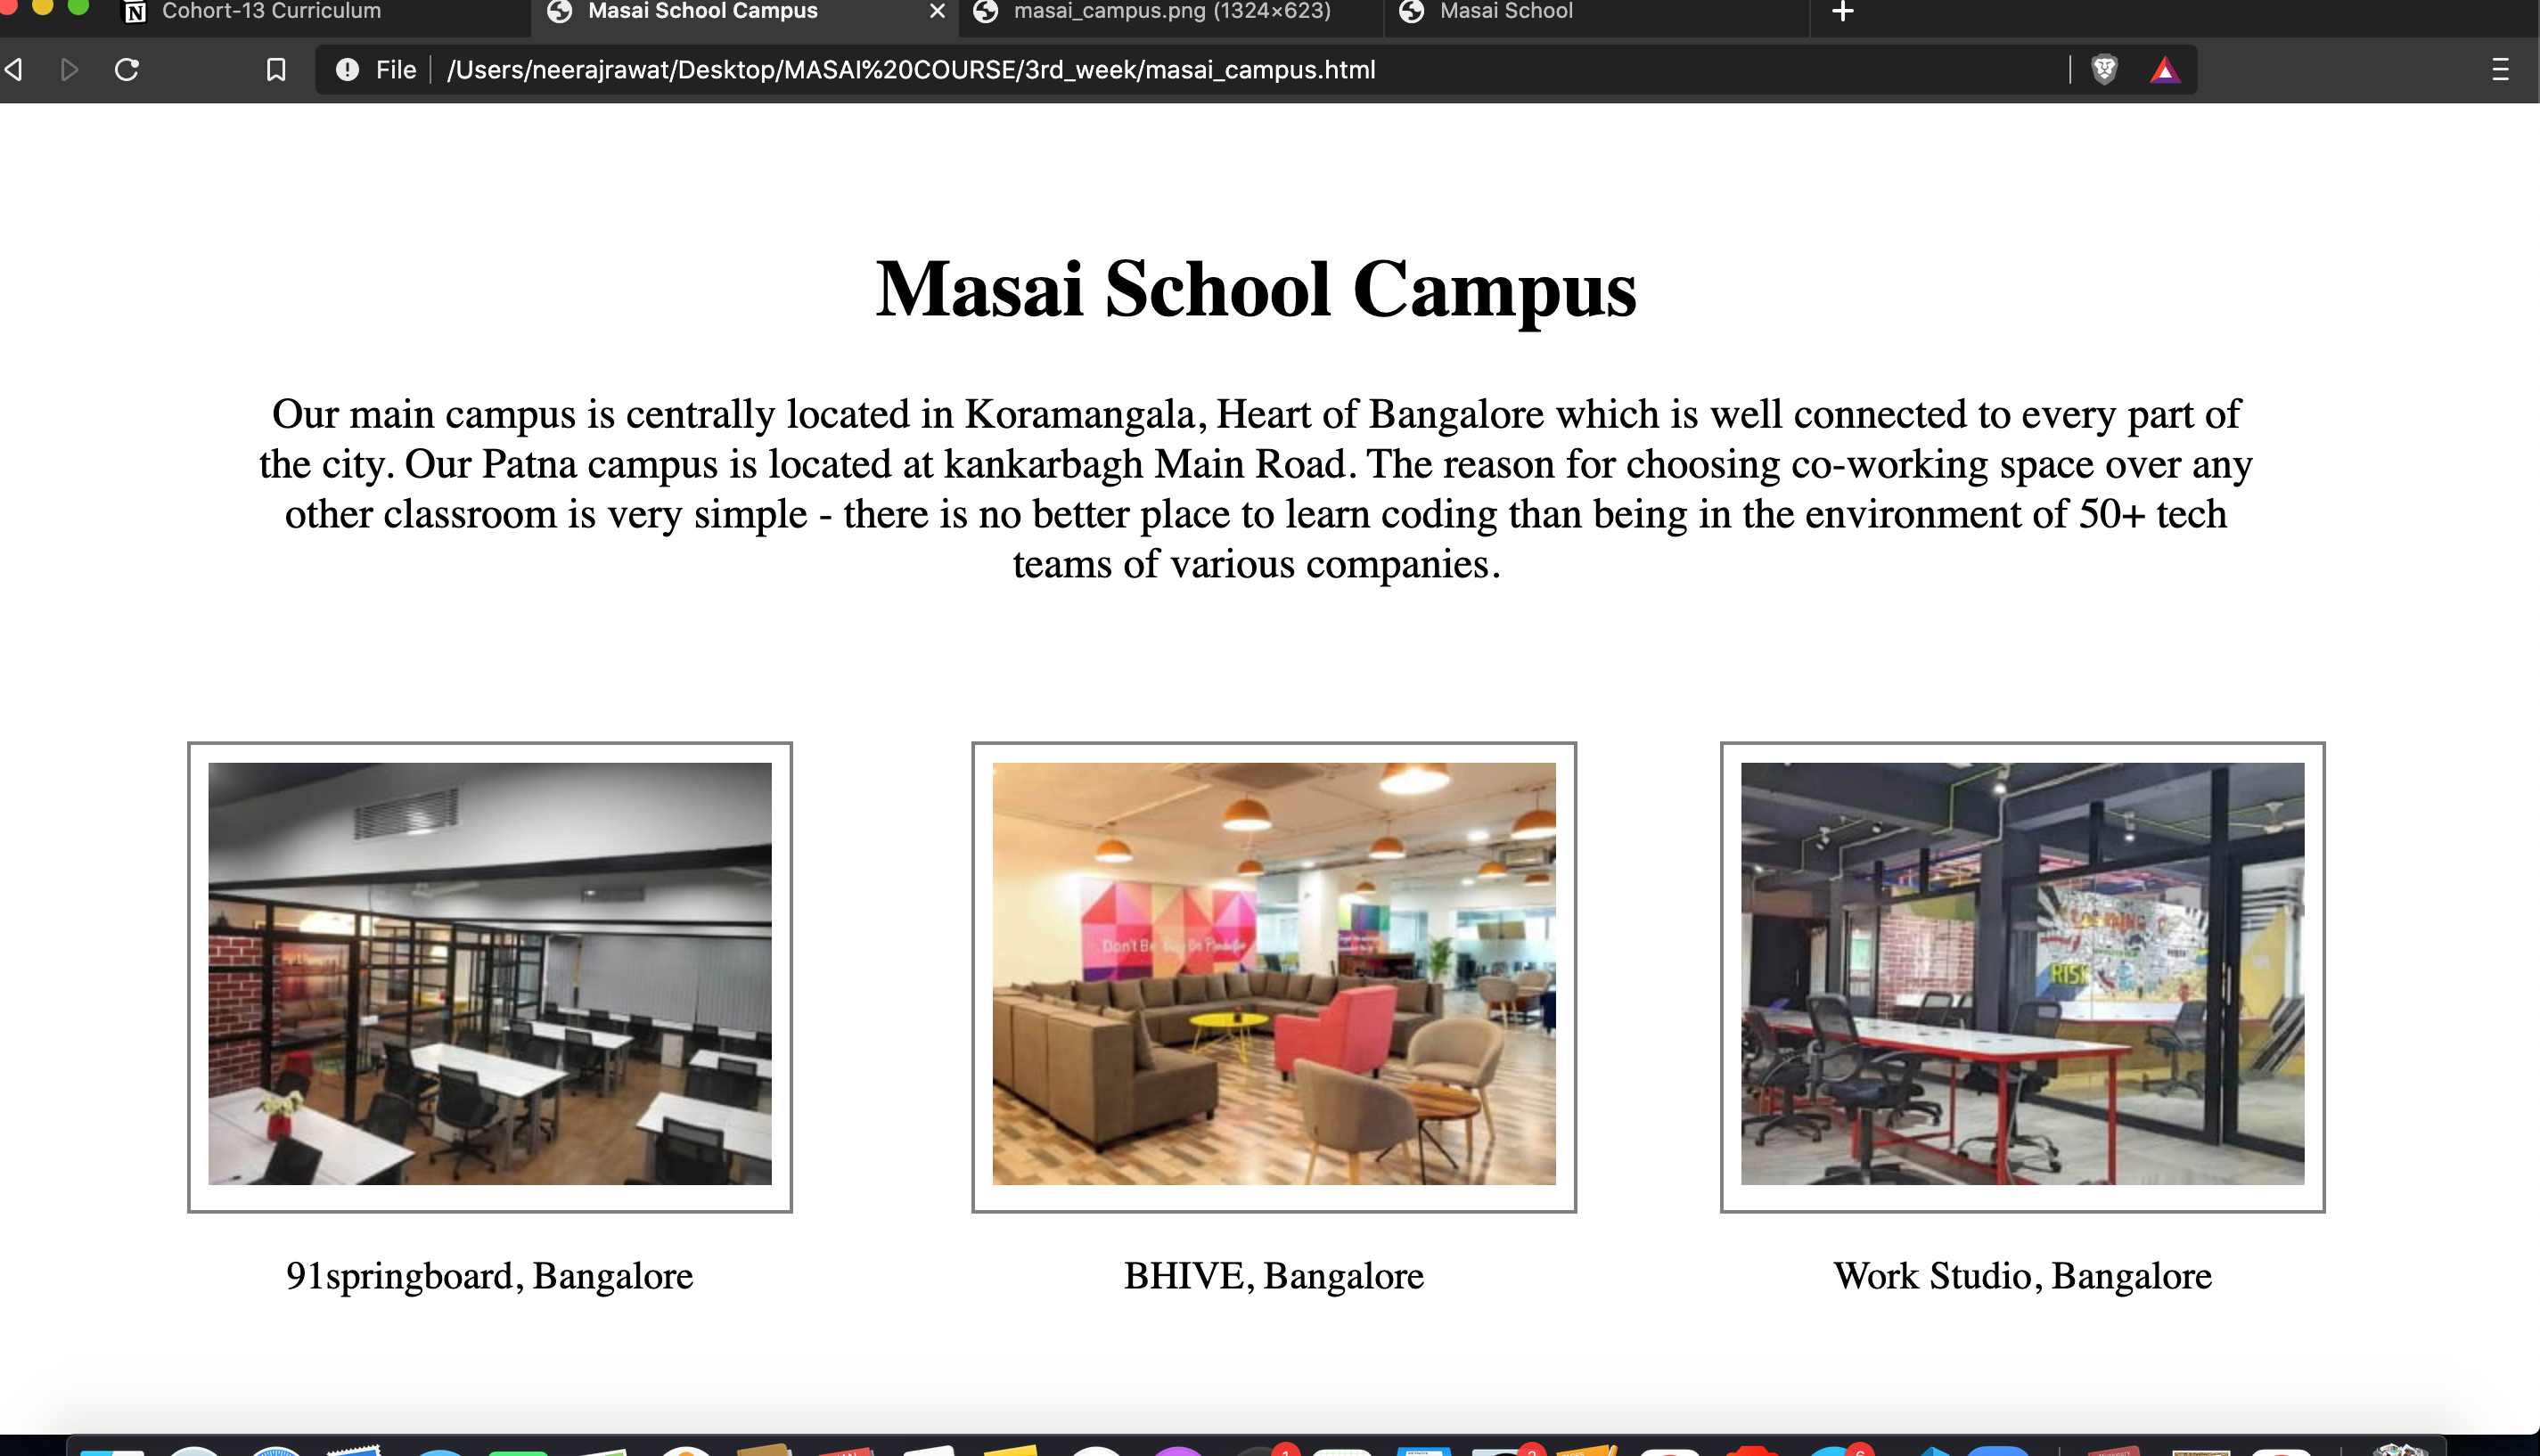 Cohort-13 Curriculum
Masai School Campus
masai_campus.png (1324×623)
Masai School
File
/Users/neerajrawat/Desktop/MASAI%20COURSE/3rd_week/masai_campus.html
Masai School Campus
Our main campus is centrally located in Koramangala, Heart of Bangalore which is well connected to every part of
the city. Our Patna campus is located at kankarbagh Main Road. The reason for choosing co-working space over any
other classroom is very simple - there is no better place to learn coding than being in the environment of 50+ tech
teams of various companies.
Don't Be
RISK
91springboard, Bangalore
BHIVE, Bangalore
Work Studio, Bangalore